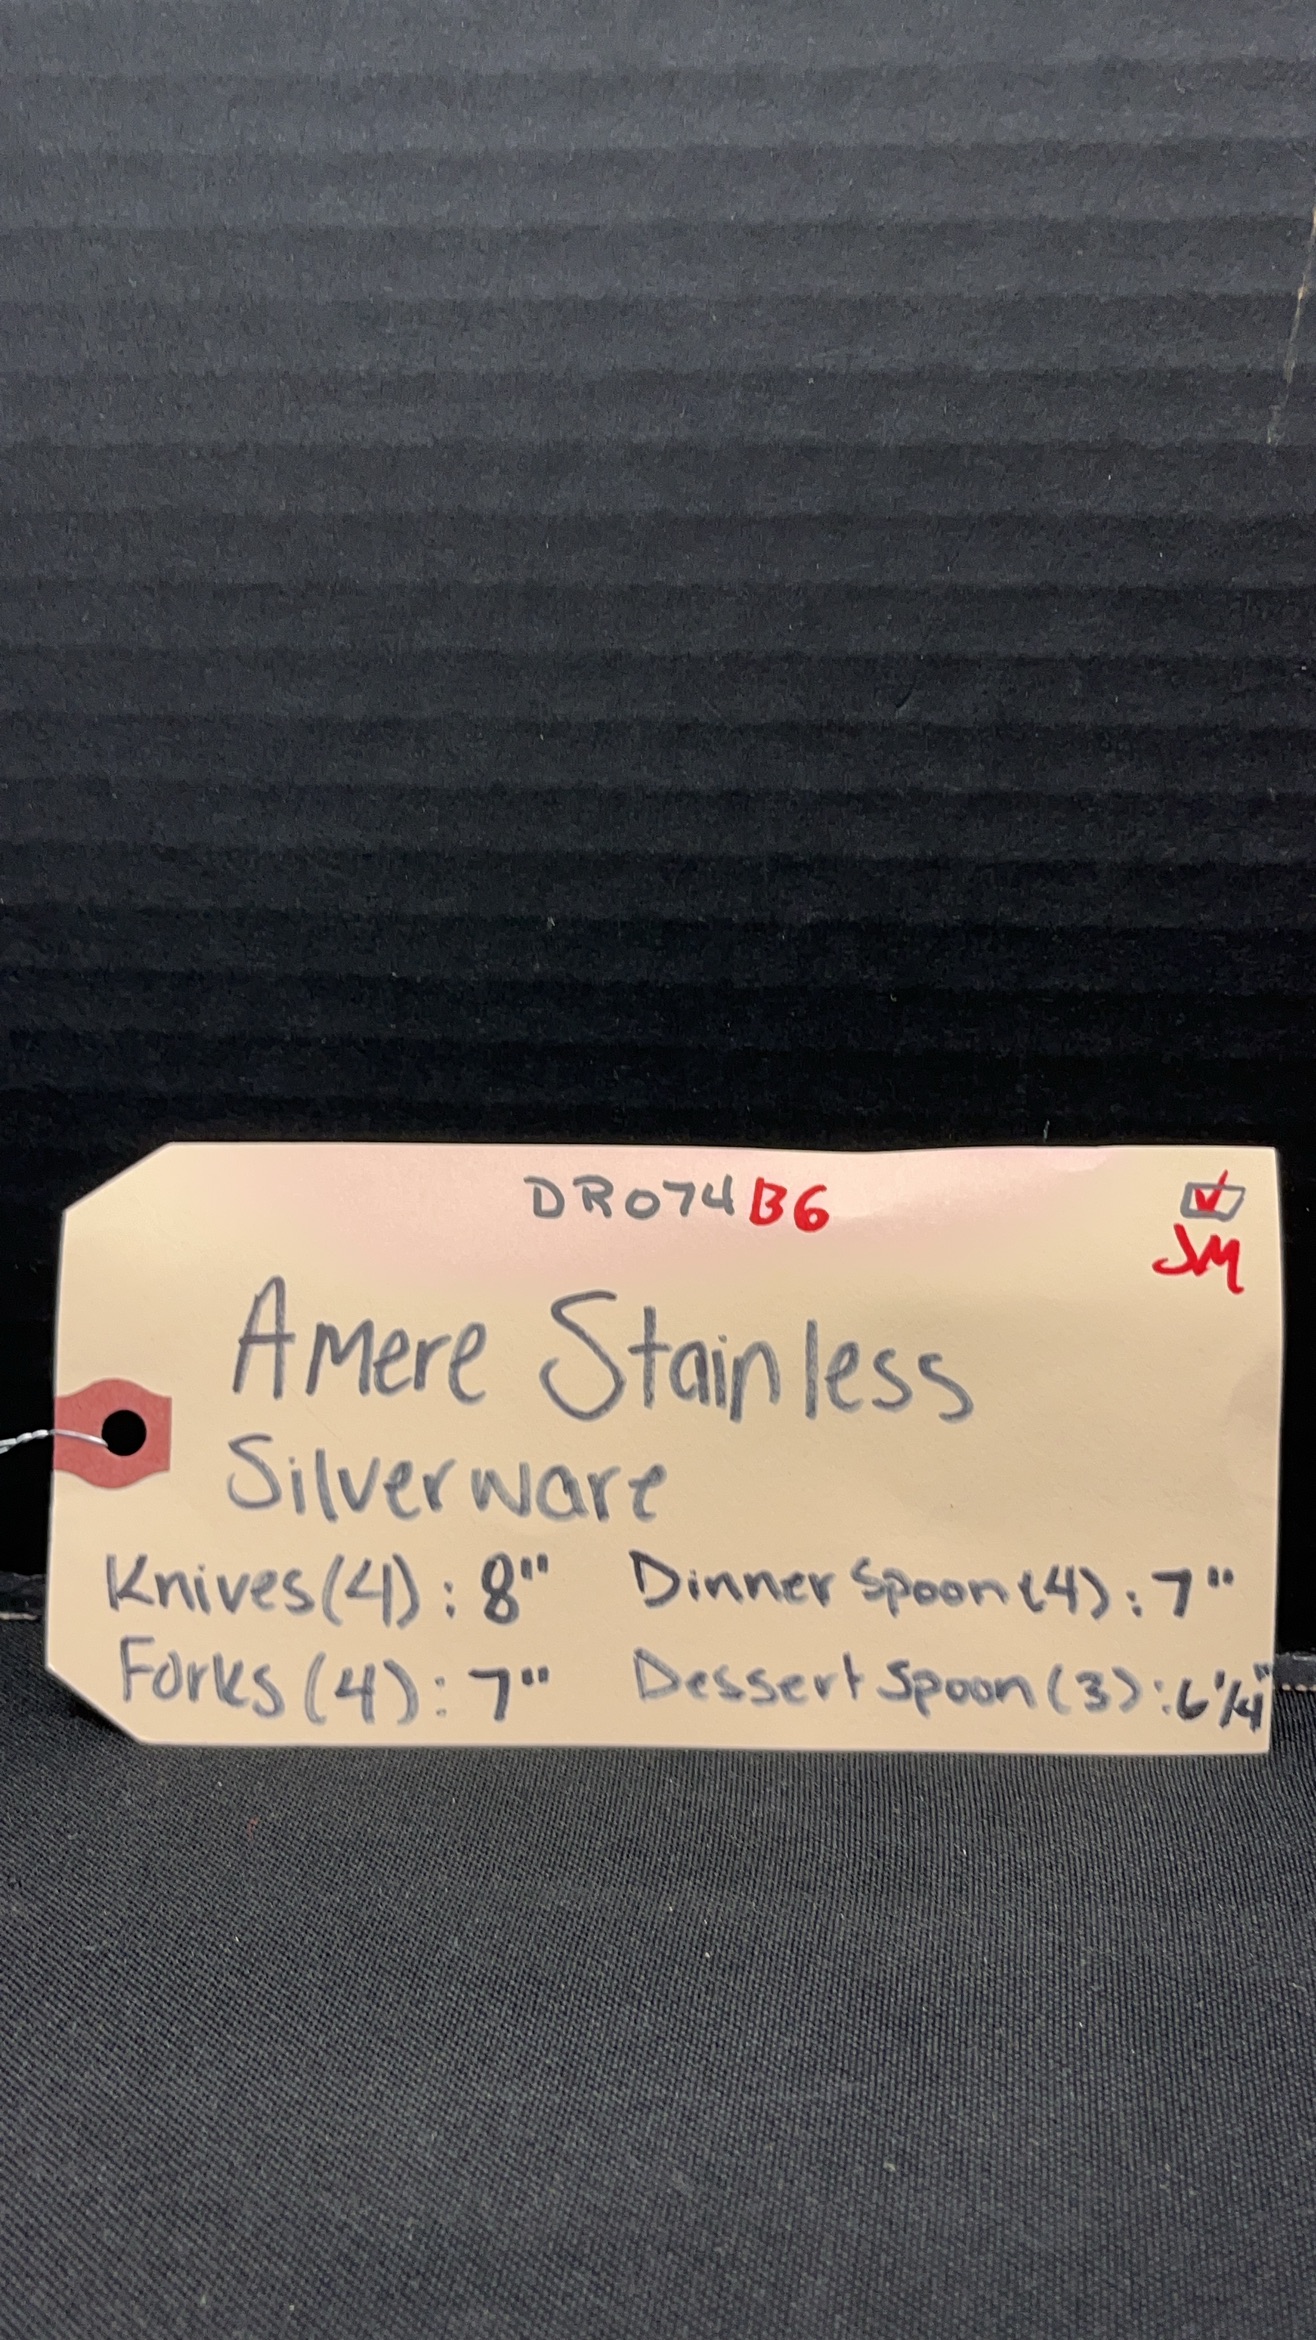 DR074B6
JM
Amere Stainless
Silverware
Knives(4): 8" Dinner Spoon(4): 7"
Forks(4): 7" Dessert Spoon(3): 6 1/4"